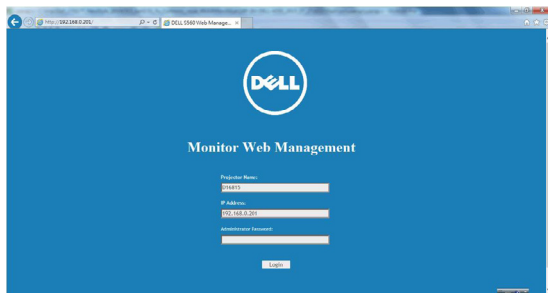 http://192.168.0.201/
DELL S560 Web Manage...
DELL
Monitor Web Management
Projector Name:
IP Address:
192.168.0.201
Administrator Password:
Login